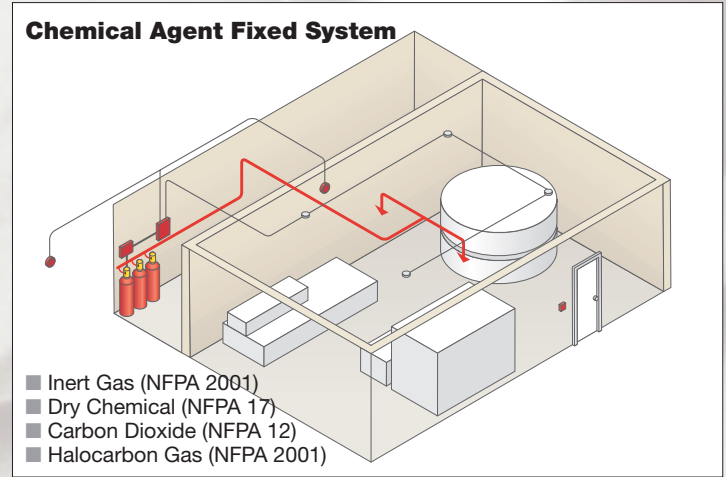 Chemical Agent Fixed System
■ Inert Gas (NFPA 2001)
■ Dry Chemical (NFPA 17)
■ Carbon Dioxide (NFPA 12)
■ Halocarbon Gas (NFPA 2001)